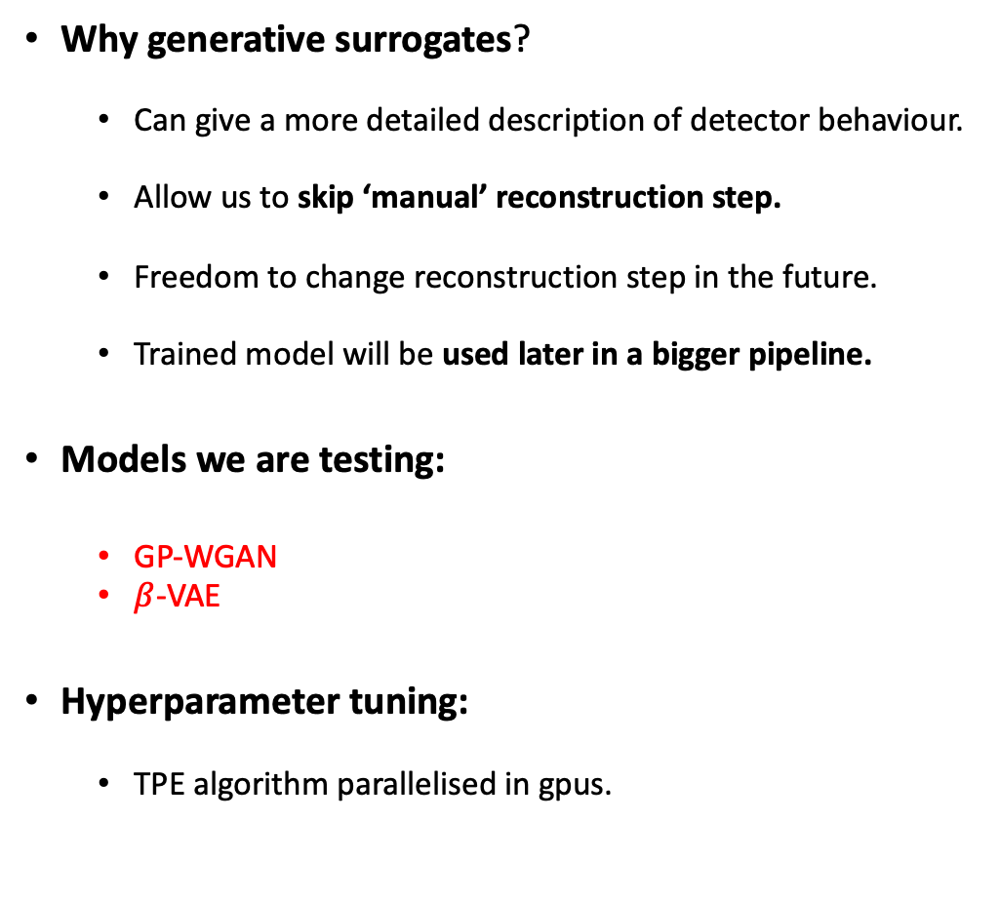 • Why generative surrogates?
• Can give a more detailed description of detector behaviour.
• Allow us to skip ‘manual’ reconstruction step.
• Freedom to change reconstruction step in the future.
• Trained model will be used later in a bigger pipeline.
• Models we are testing:
• GP-WGAN
• β-VAE
• Hyperparameter tuning:
• TPE algorithm parallelised in gpus.